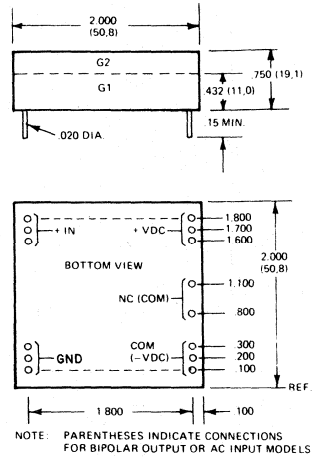 2.000
(50,8)
G2
G1
.750 (19,1)
.432 (11,0)
.15 MIN.
.020 DIA.
+ IN
+ VDC
1.800
1.700
1.600
BOTTOM VIEW
2.000
(50,8)
1.100
NC (COM)
.800
GND
COM
(−VDC)
.300
.200
.100
REF.
1.800
.100
NOTE: PARENTHESES INDICATE CONNECTIONS
FOR BIPOLAR OUTPUT OR AC INPUT MODELS